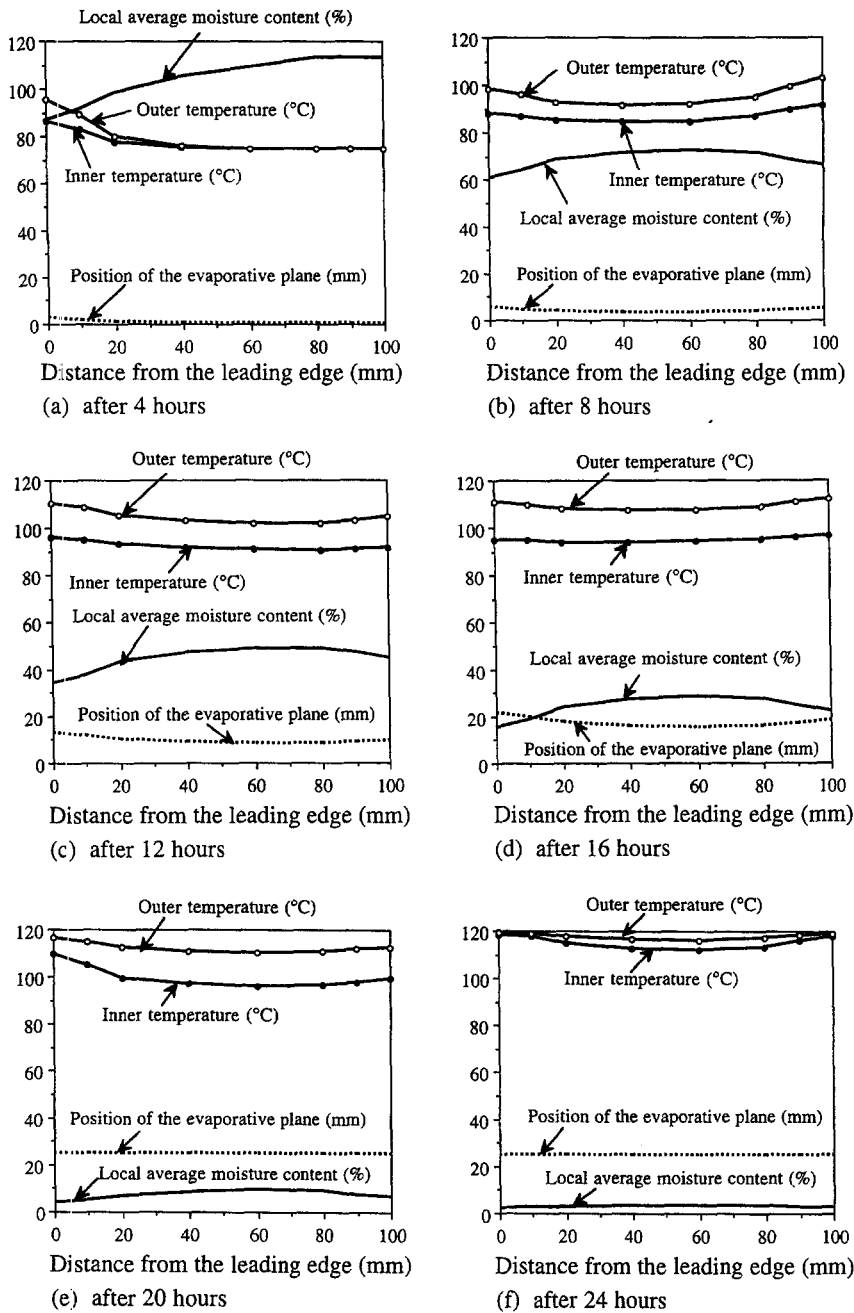 Local average moisture content (%)
120
100
80
60
40
20
0
Outer temperature (°C)
Inner temperature (°C)
Position of the evaporative plane (mm)
0 20 40 60 80 100
Distance from the leading edge (mm)
(a) after 4 hours
120
100
80
60
40
20
0
Outer temperature (°C)
Inner temperature (°C)
Local average moisture content (%)
Position of the evaporative plane (mm)
0 20 40 60 80 100
Distance from the leading edge (mm)
(b) after 8 hours
Outer temperature (°C)
120
100
80
60
40
20
0
Inner temperature (°C)
Local average moisture content (%)
Position of the evaporative plane (mm)
0 20 40 60 80 100
Distance from the leading edge (mm)
(c) after 12 hours
Outer temperature (°C)
120
100
80
60
40
20
0
Inner temperature (°C)
Local average moisture content (%)
Position of the evaporative plane (mm)
0 20 40 60 80 100
Distance from the leading edge (mm)
(d) after 16 hours
120
100
80
60
40
20
0
Outer temperature (°C)
Inner temperature (°C)
Position of the evaporative plane (mm)
Local average moisture content (%)
0 20 40 60 80 100
Distance from the leading edge (mm)
(e) after 20 hours
120
100
80
60
40
20
0
Outer temperature (°C)
Inner temperature (°C)
Position of the evaporative plane (mm)
Local average moisture content (%)
0 20 40 60 80 100
Distance from the leading edge (mm)
(f) after 24 hours